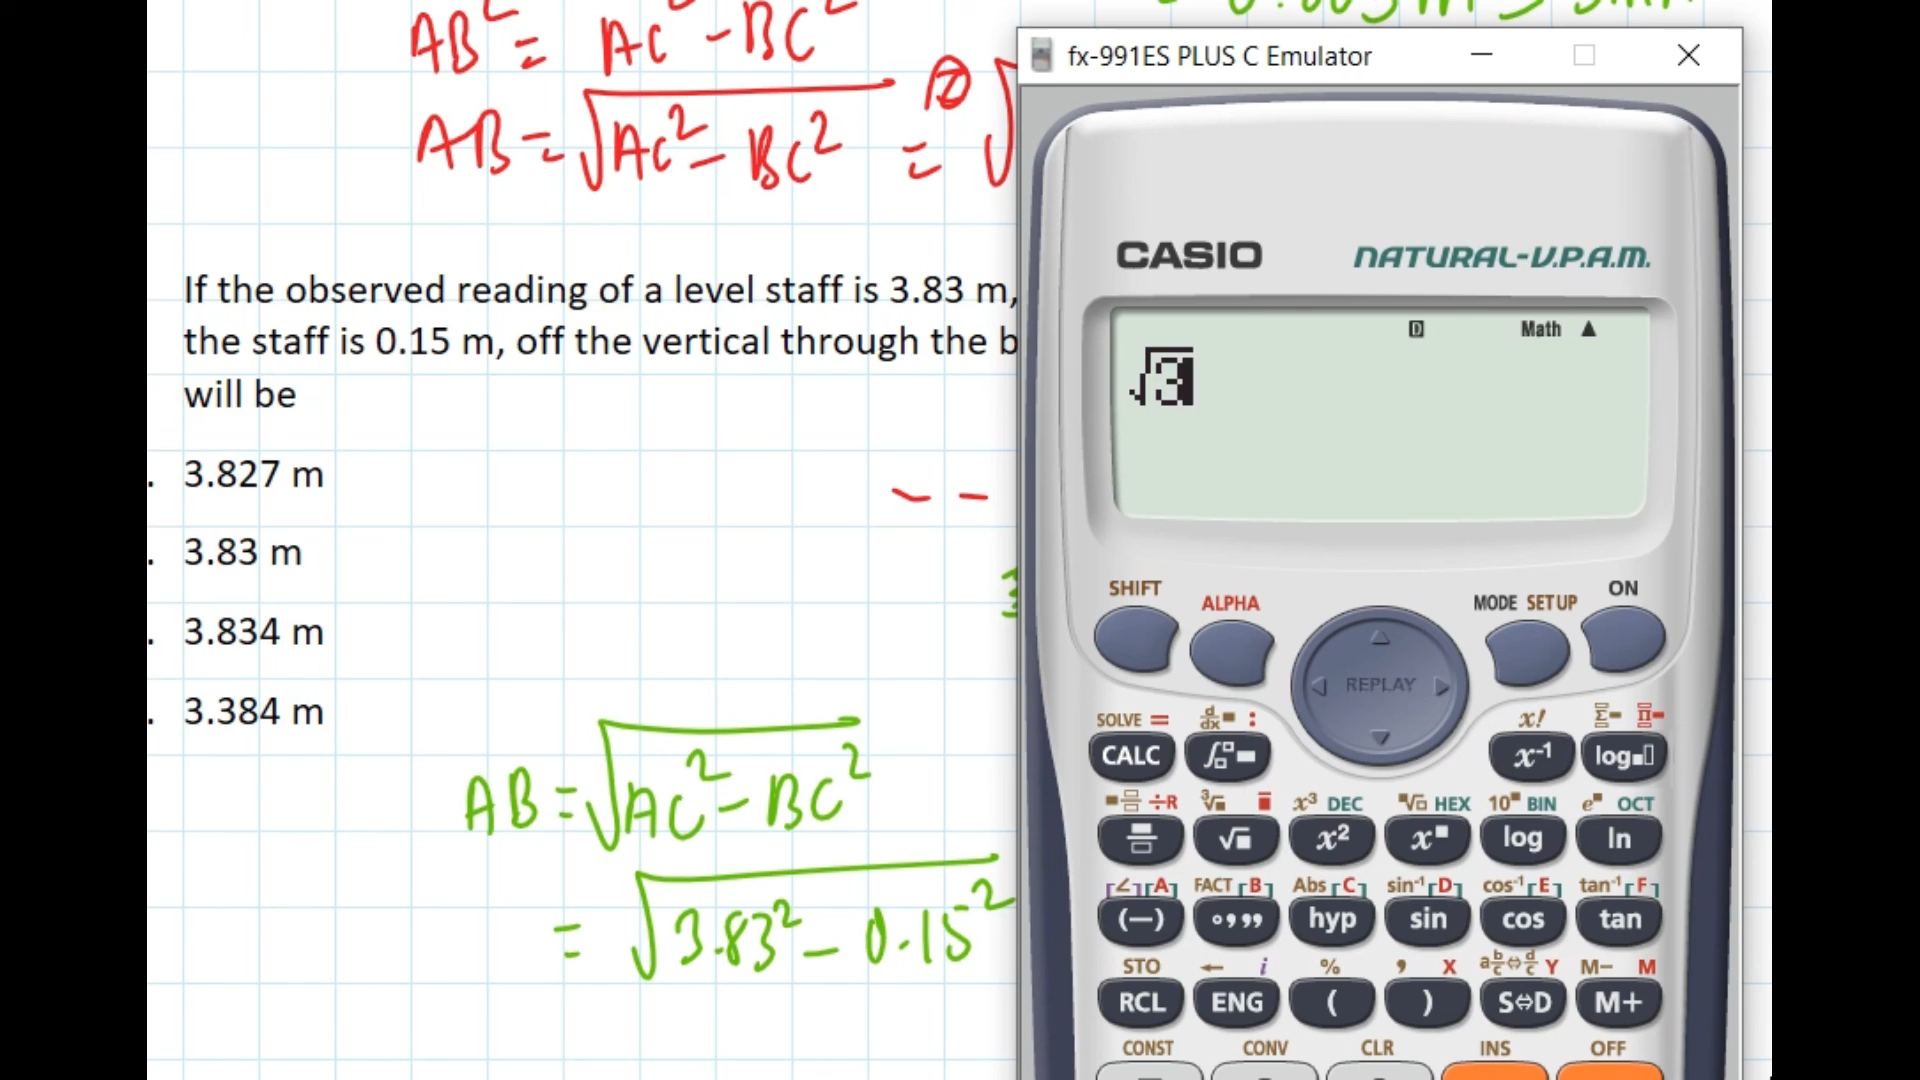 AB² = AC² - BC²
AB = √AC² - BC² =
If the observed reading of a level staff is 3.83 m,
the staff is 0.15 m, off the vertical through the b
will be
. 3.827 m
. 3.83 m
. 3.834 m
. 3.384 m
AB = √AC² - BC²
= √3.83² - 0.15²
fx-991ES PLUS C Emulator
CASIO NATURAL-V.P.A.M.
D Math ▲
√3
SHIFT ALPHA MODE SETUP ON
REPLAY
SOLVE = d/dx :  x! Σ Π
CALC ∫ x⁻¹ log
÷R ³√ x³ DEC √ HEX 10 BIN e OCT
√ x² x log ln
∠ A FACT B Abs C sin⁻¹ D cos⁻¹ E tan⁻¹ F
(−) °,,, hyp sin cos tan
STO ← i % , X a b/c⇔d/c Y M− M
RCL ENG ( ) S⇔D M+
CONST CONV CLR INS OFF